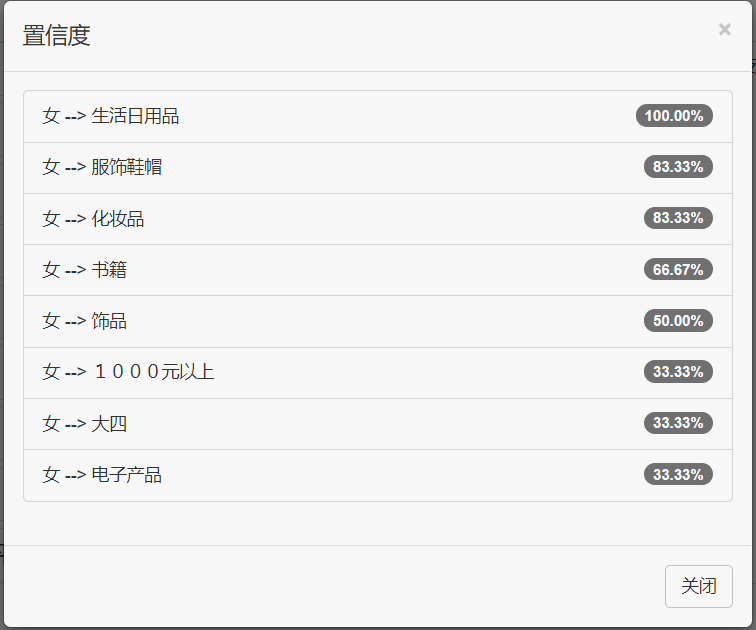 置信度
×
女 --> 生活日用品 100.00%
女 --> 服饰鞋帽 83.33%
女 --> 化妆品 83.33%
女 --> 书籍 66.67%
女 --> 饰品 50.00%
女 --> １０００元以上 33.33%
女 --> 大四 33.33%
女 --> 电子产品 33.33%
关闭